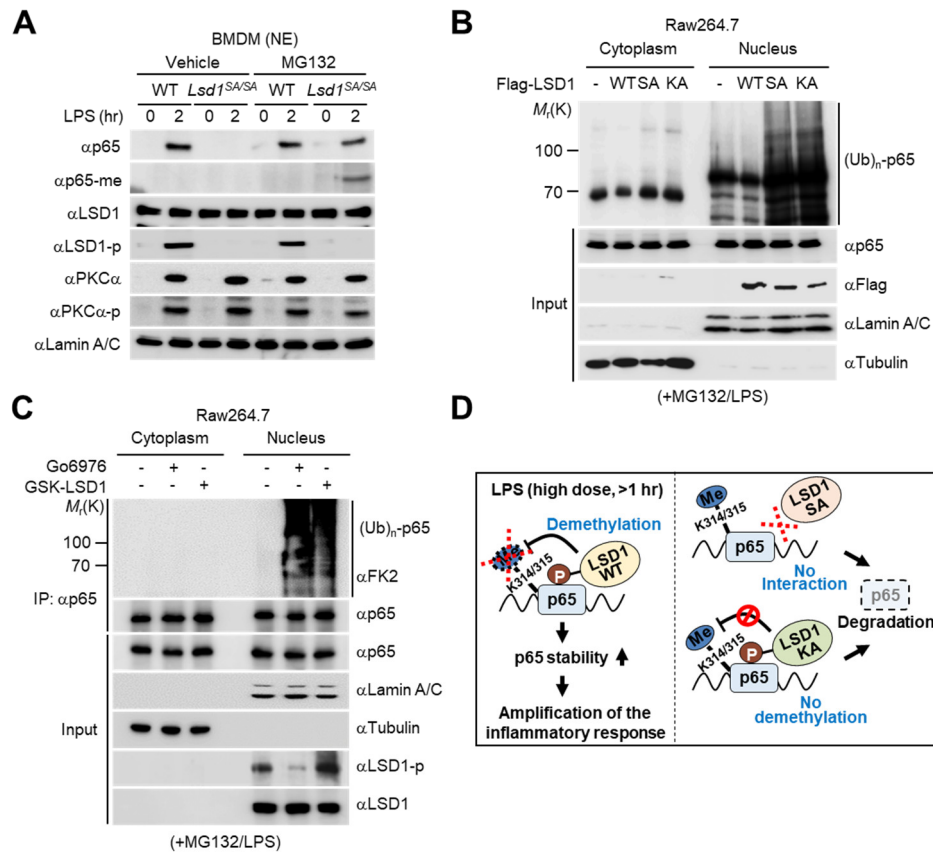 A
BMDM (NE)
Vehicle MG132
WT Lsd1^SA/SA WT Lsd1^SA/SA
LPS (hr) 0 2 0 2 0 2 0 2
αp65
αp65-me
αLSD1
αLSD1-p
αPKCα
αPKCα-p
αLamin A/C
B
Raw264.7
Cytoplasm Nucleus
Flag-LSD1 - WT SA KA - WT SA KA
Mr(K)
100
70
(Ub)n-p65
Input
αp65
αFlag
αLamin A/C
αTubulin
(+MG132/LPS)
C
Raw264.7
Cytoplasm Nucleus
Go6976 - + - - + -
GSK-LSD1 - - + - - +
Mr(K)
100
70
(Ub)n-p65
αFK2
IP: αp65
αp65
αp65
αLamin A/C
Input
αTubulin
αLSD1-p
αLSD1
(+MG132/LPS)
D
LPS (high dose, >1 hr)
Demethylation
Me
K314/315
P
LSD1
WT
p65
p65 stability
Amplification of the
inflammatory response
Me
K314/315
LSD1
SA
p65
No
Interaction
p65
Degradation
Me
K314/315
P
LSD1
KA
p65
No
demethylation